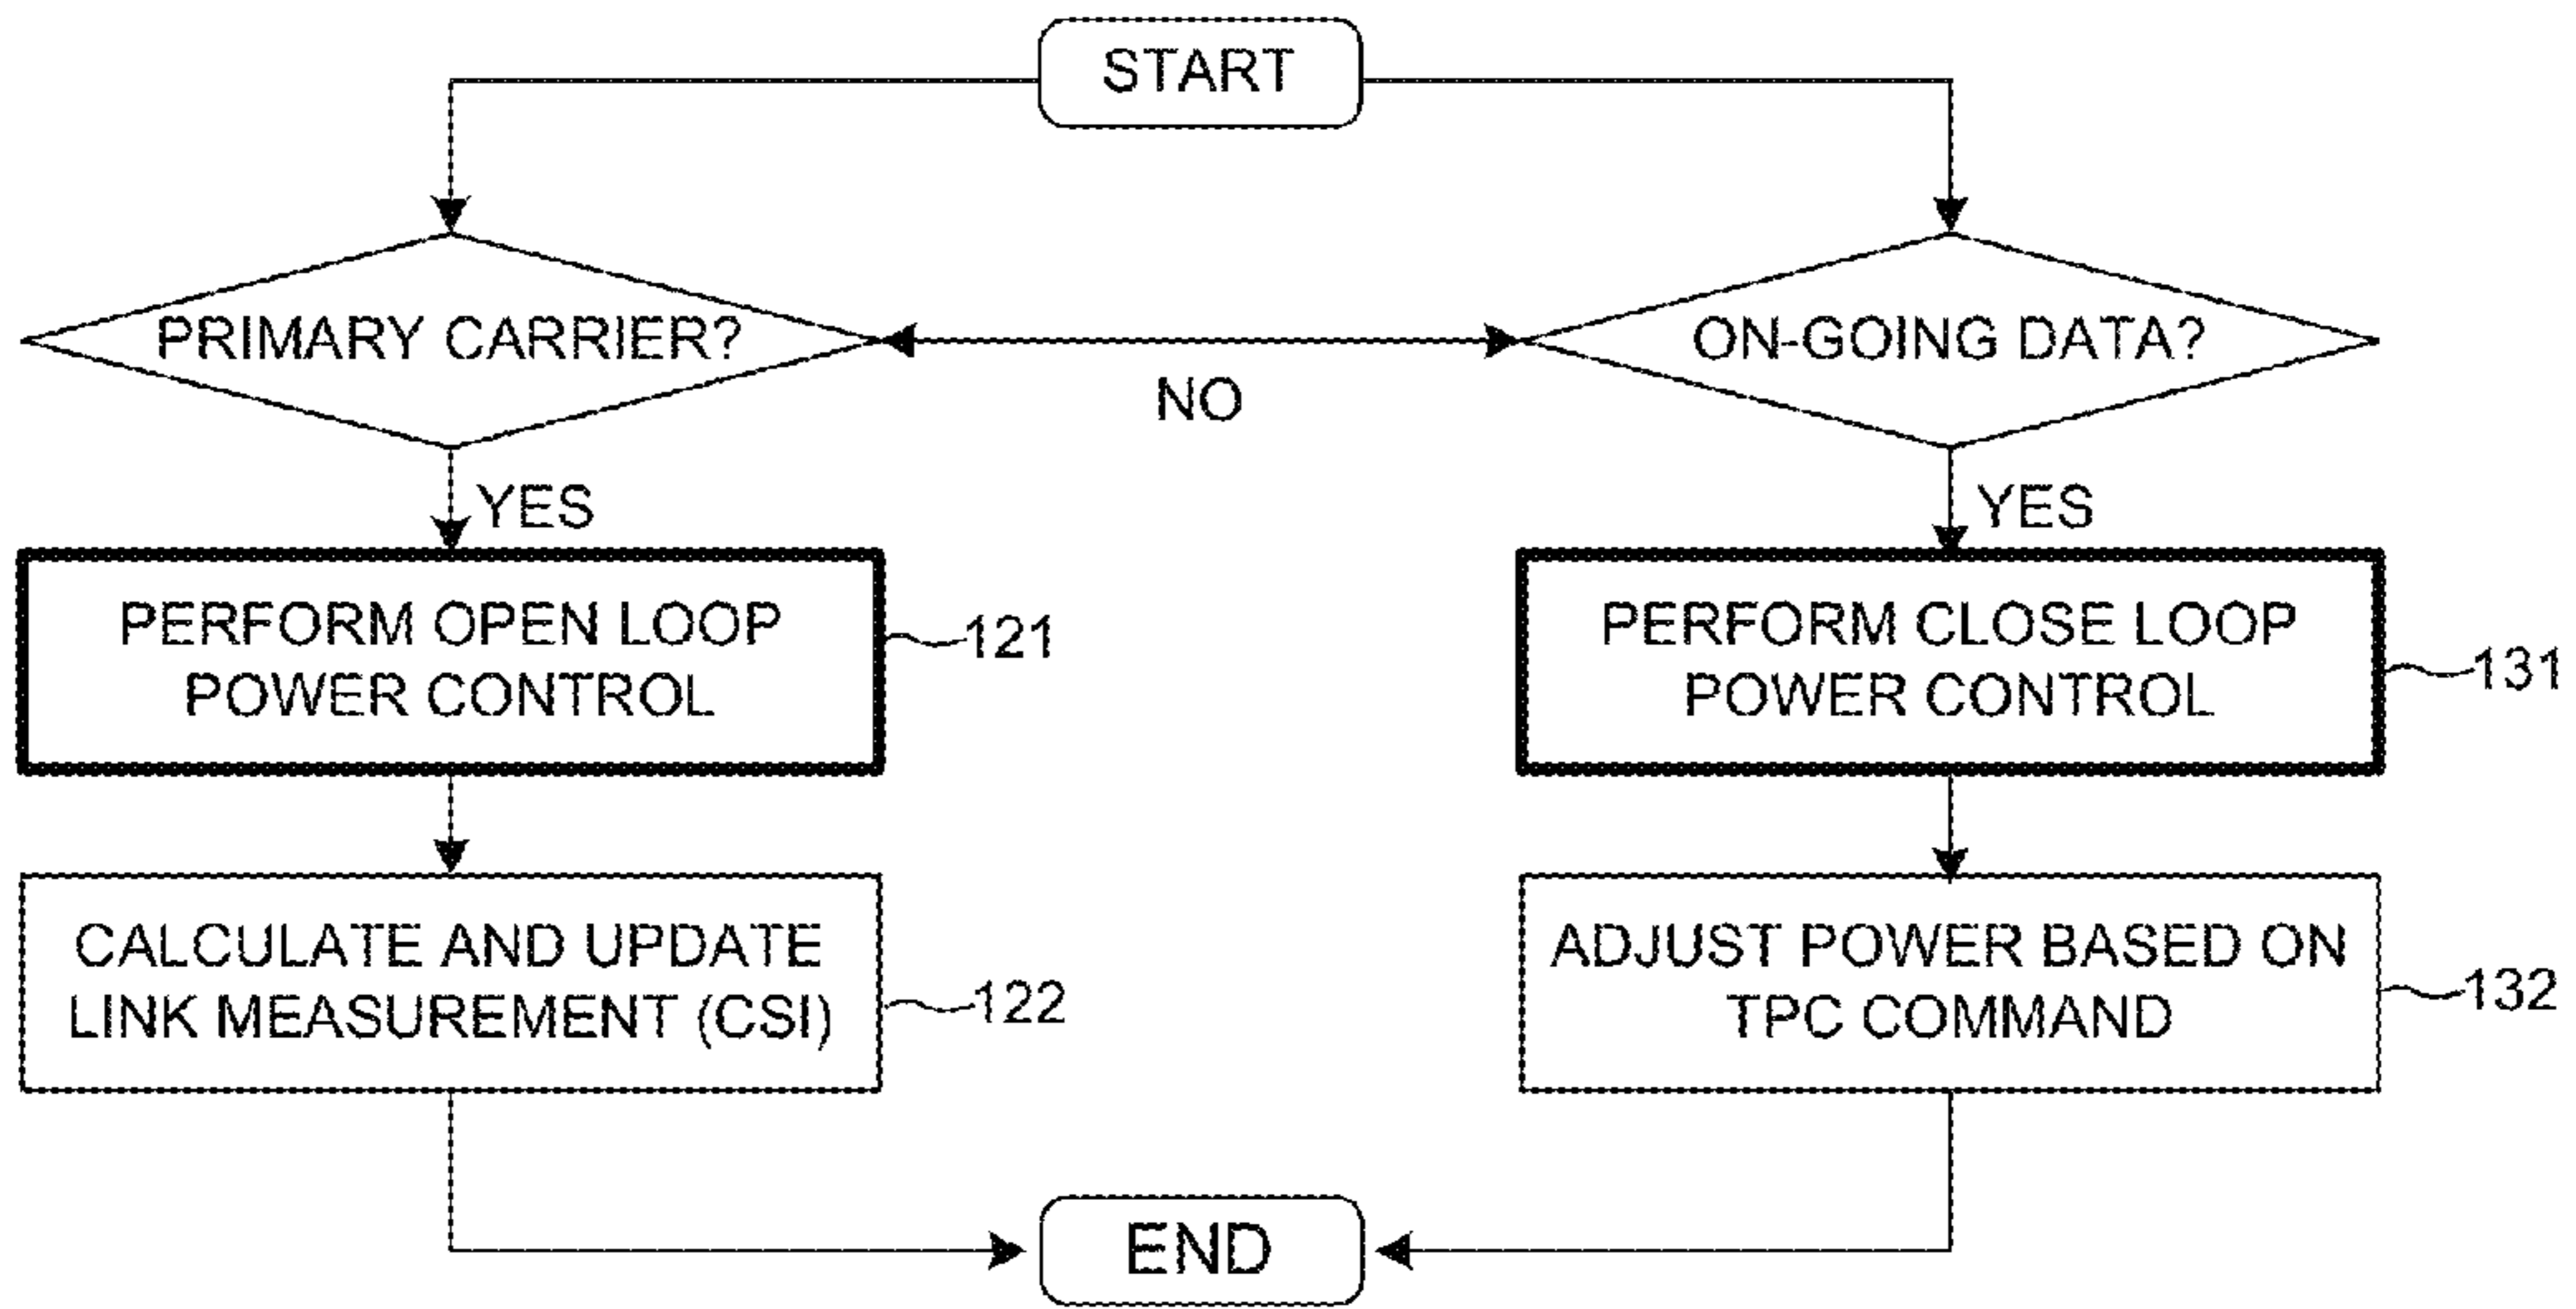 START
PRIMARY CARRIER?
ON-GOING DATA?
NO
YES
YES
PERFORM OPEN LOOP
POWER CONTROL
121
PERFORM CLOSE LOOP
POWER CONTROL
131
CALCULATE AND UPDATE
LINK MEASUREMENT (CSI)
122
ADJUST POWER BASED ON
TPC COMMAND
132
END